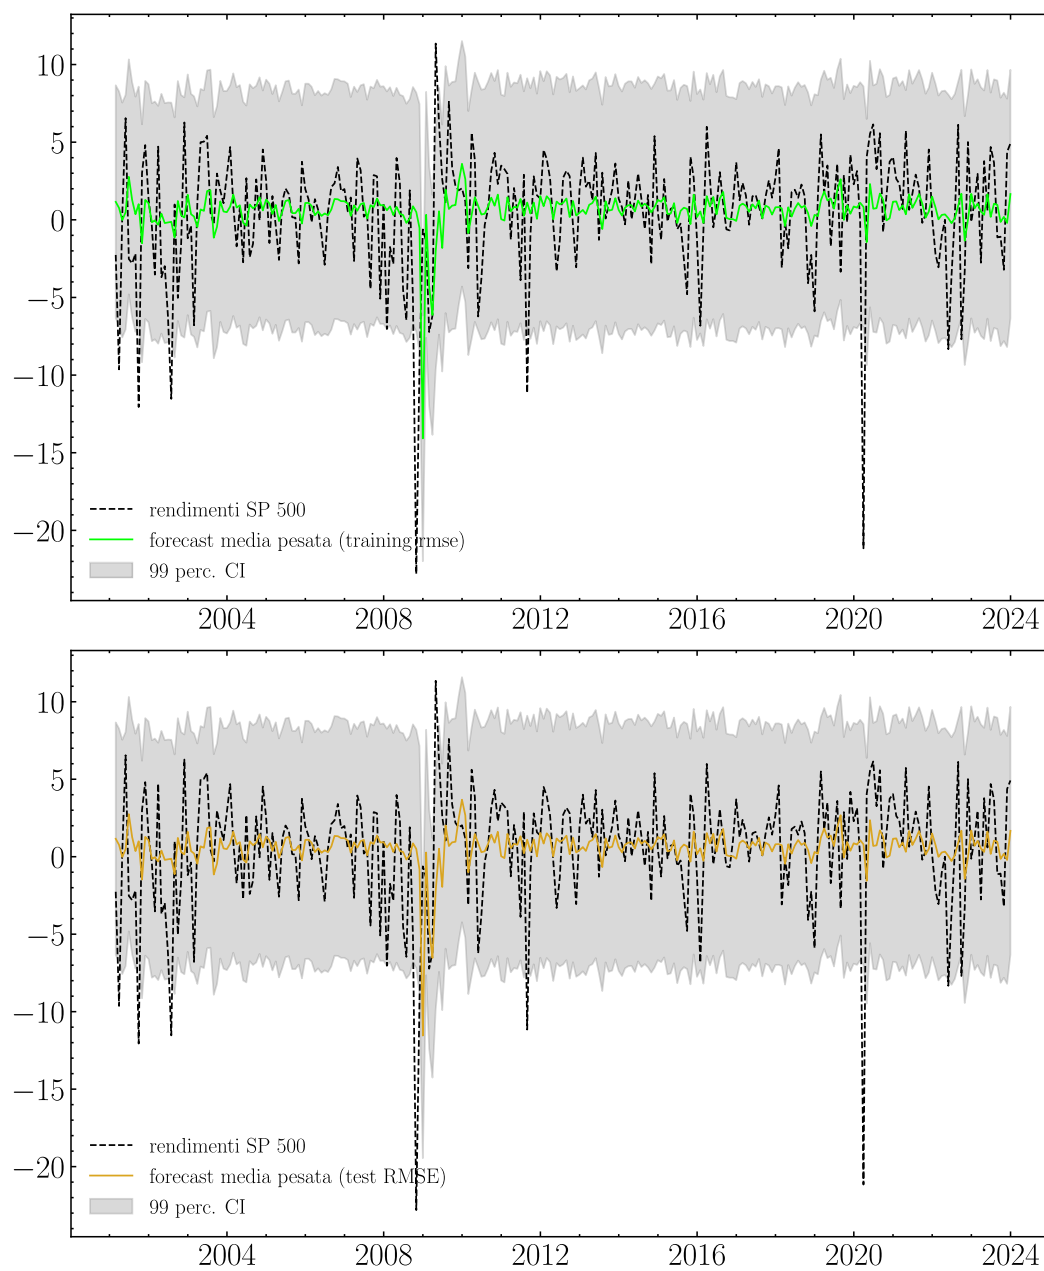 10
5
0
−5
−10
−15
−20
rendimenti SP 500
forecast media pesata (training rmse)
99 perc. CI
2004 2008 2012 2016 2020 2024
10
5
0
−5
−10
−15
−20
rendimenti SP 500
forecast media pesata (test RMSE)
99 perc. CI
2004 2008 2012 2016 2020 2024